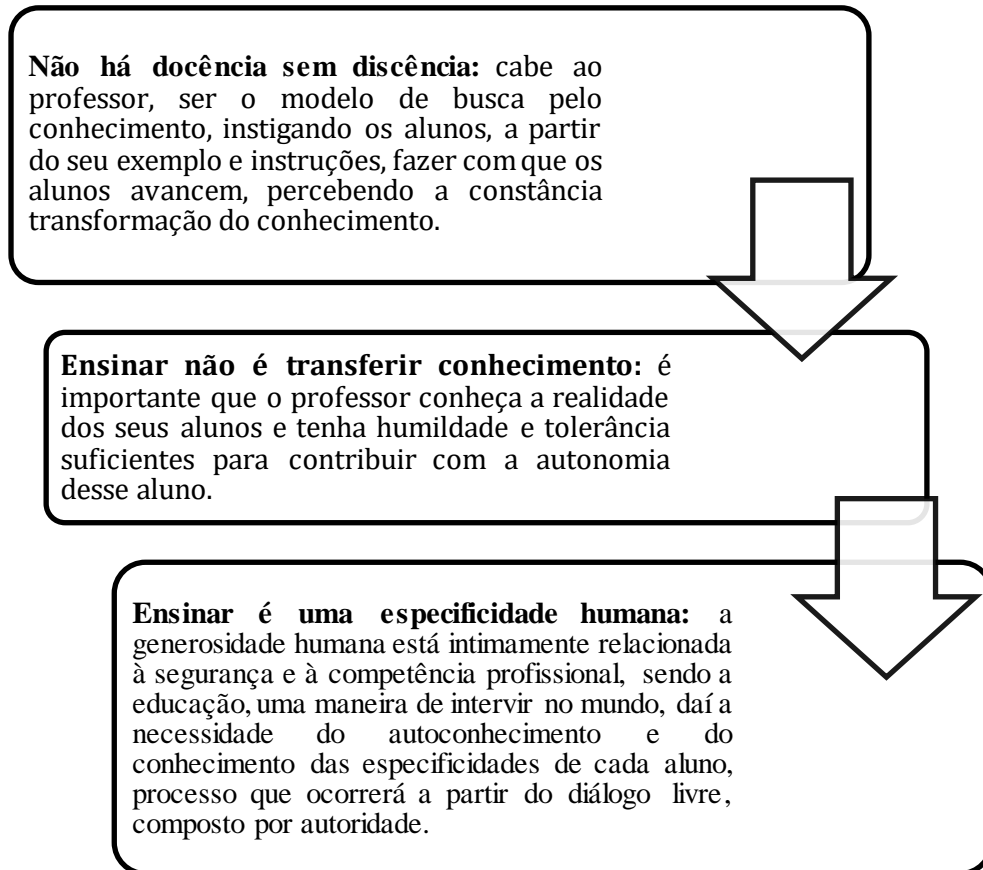 Não há docência sem discência: cabe ao
professor, ser o modelo de busca pelo
conhecimento, instigando os alunos, a partir
do seu exemplo e instruções, fazer com que os
alunos avancem, percebendo a constância
transformação do conhecimento.
Ensinar não é transferir conhecimento: é
importante que o professor conheça a realidade
dos seus alunos e tenha humildade e tolerância
suficientes para contribuir com a autonomia
desse aluno.
Ensinar é uma especificidade humana: a
generosidade humana está intimamente relacionada
à segurança e à competência profissional, sendo a
educação, uma maneira de intervir no mundo, daí a
necessidade do autoconhecimento e do
conhecimento das especificidades de cada aluno,
processo que ocorrerá a partir do diálogo livre,
composto por autoridade.